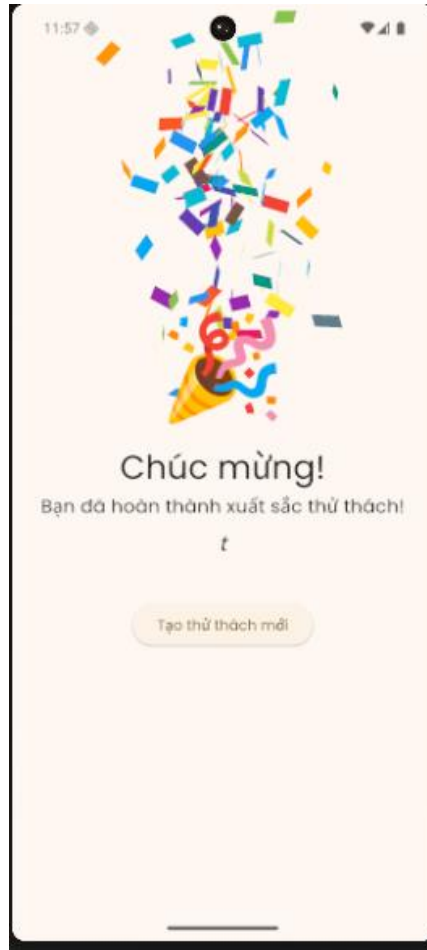 11:57
Chúc mừng!
Bạn đã hoàn thành xuất sắc thử thách!
t
Tạo thử thách mới